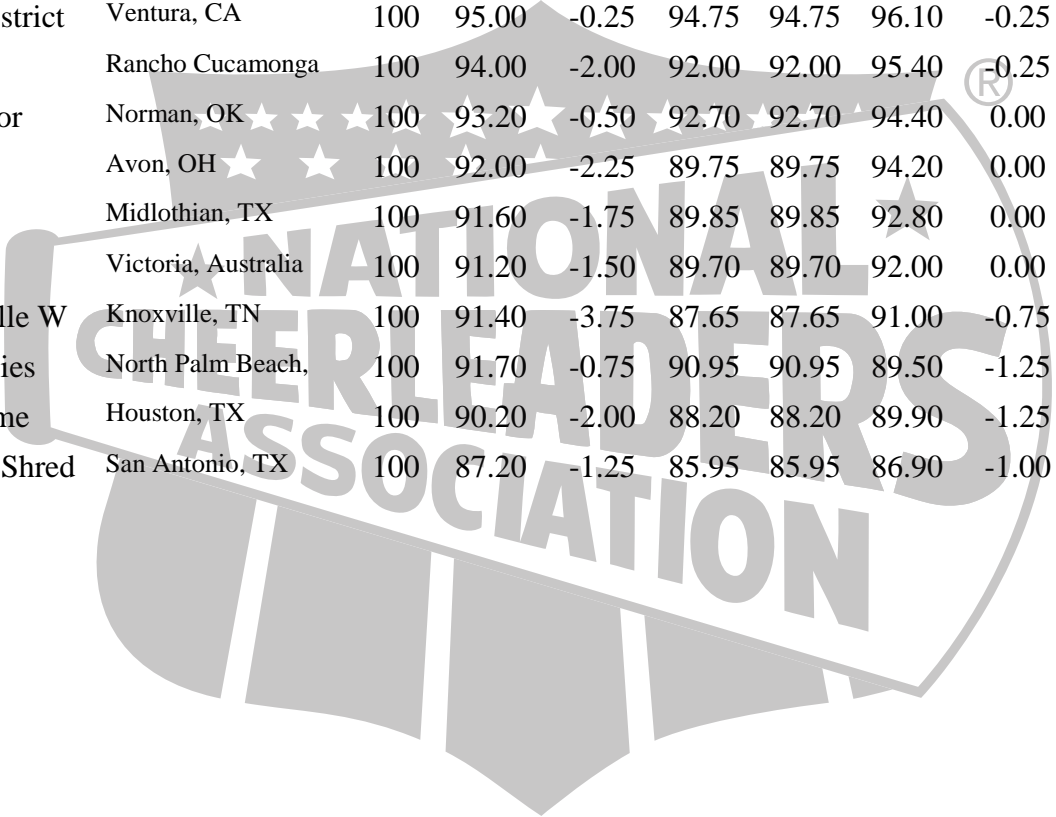 strict Ventura, CA 100 95.00 -0.25 94.75 94.75 96.10 -0.25
Rancho Cucamonga 100 94.00 -2.00 92.00 92.00 95.40 -0.25
or Norman, OK 100 93.20 -0.50 92.70 92.70 94.40 0.00
Avon, OH 100 92.00 -2.25 89.75 89.75 94.20 0.00
Midlothian, TX 100 91.60 -1.75 89.85 89.85 92.80 0.00
Victoria, Australia 100 91.20 -1.50 89.70 89.70 92.00 0.00
lle W Knoxville, TN 100 91.40 -3.75 87.65 87.65 91.00 -0.75
ies North Palm Beach, 100 91.70 -0.75 90.95 90.95 89.50 -1.25
me Houston, TX 100 90.20 -2.00 88.20 88.20 89.90 -1.25
Shred San Antonio, TX 100 87.20 -1.25 85.95 85.95 86.90 -1.00
NATIONAL
CHEERLEADERS
ASSOCIATION
®